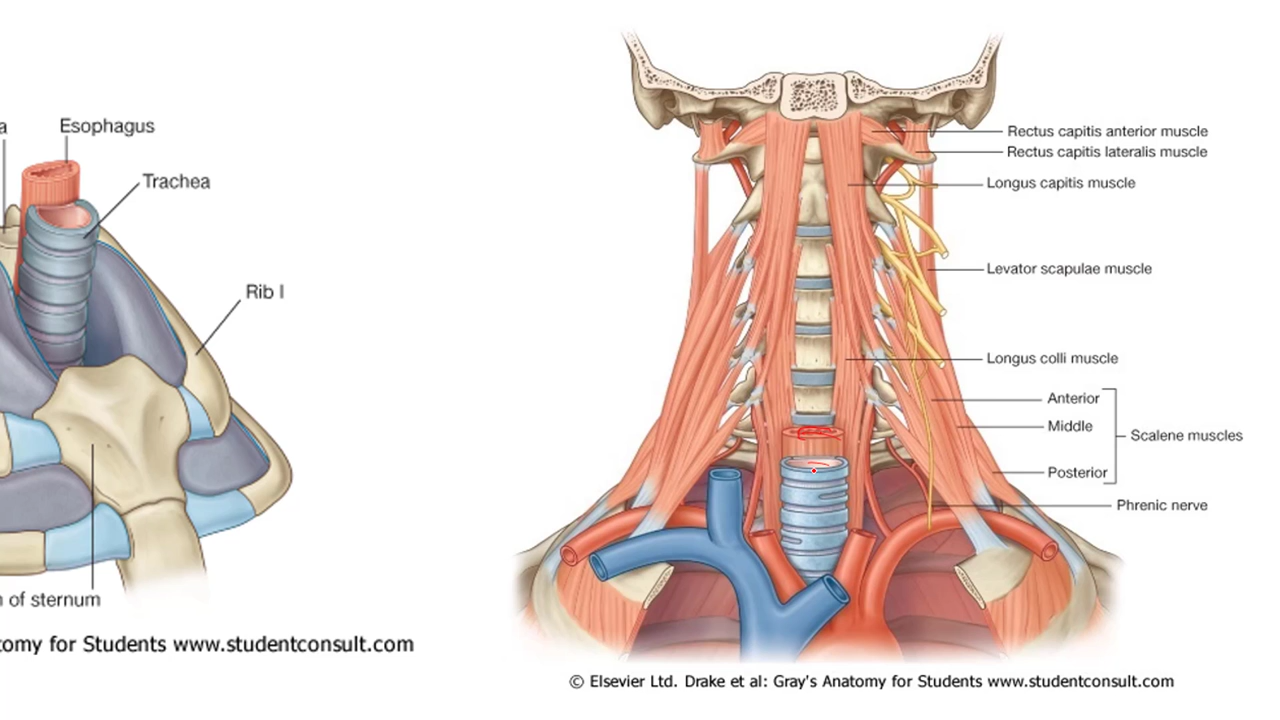 a
Esophagus
Trachea
Rib I
n of sternum
tomy for Students www.studentconsult.com
Rectus capitis anterior muscle
Rectus capitis lateralis muscle
Longus capitis muscle
Levator scapulae muscle
Longus colli muscle
Anterior
Middle
Scalene muscles
Posterior
Phrenic nerve
© Elsevier Ltd. Drake et al: Gray's Anatomy for Students www.studentconsult.com